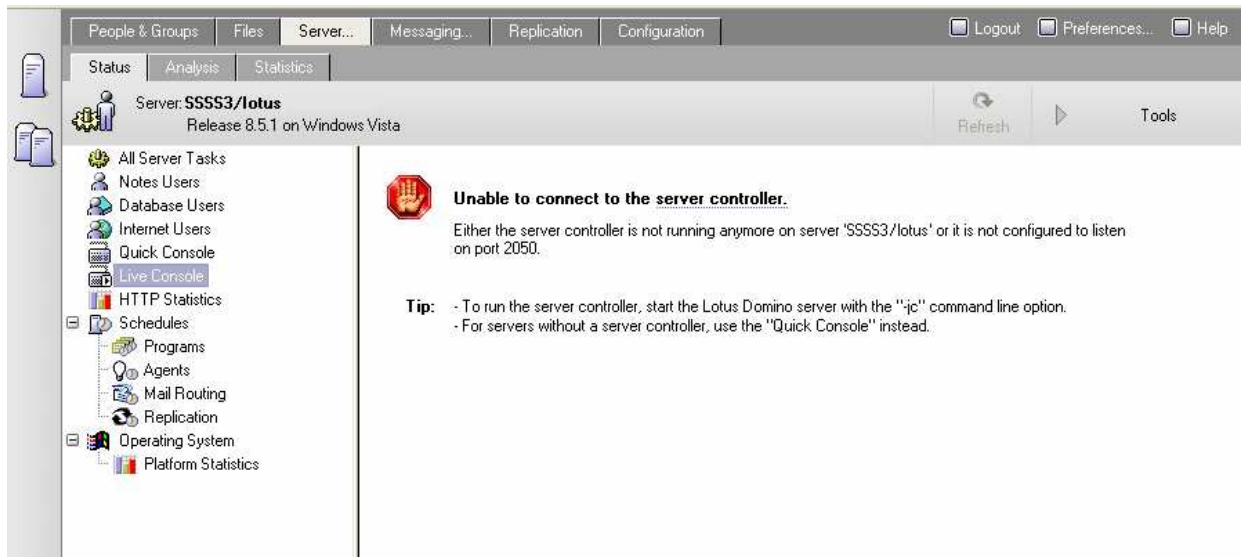 People & Groups Files Server... Messaging... Replication Configuration Logout Preferences... Help
Status Analysis Statistics
Server: SSSS3/lotus
Release 8.5.1 on Windows Vista
Refresh
Tools
All Server Tasks
Notes Users
Database Users
Internet Users
Quick Console
Live Console
HTTP Statistics
Schedules
Programs
Agents
Mail Routing
Replication
Operating System
Platform Statistics
Unable to connect to the server controller.
Either the server controller is not running anymore on server 'SSSS3/lotus' or it is not configured to listen
on port 2050.
Tip: - To run the server controller, start the Lotus Domino server with the "-jc" command line option.
- For servers without a server controller, use the "Quick Console" instead.